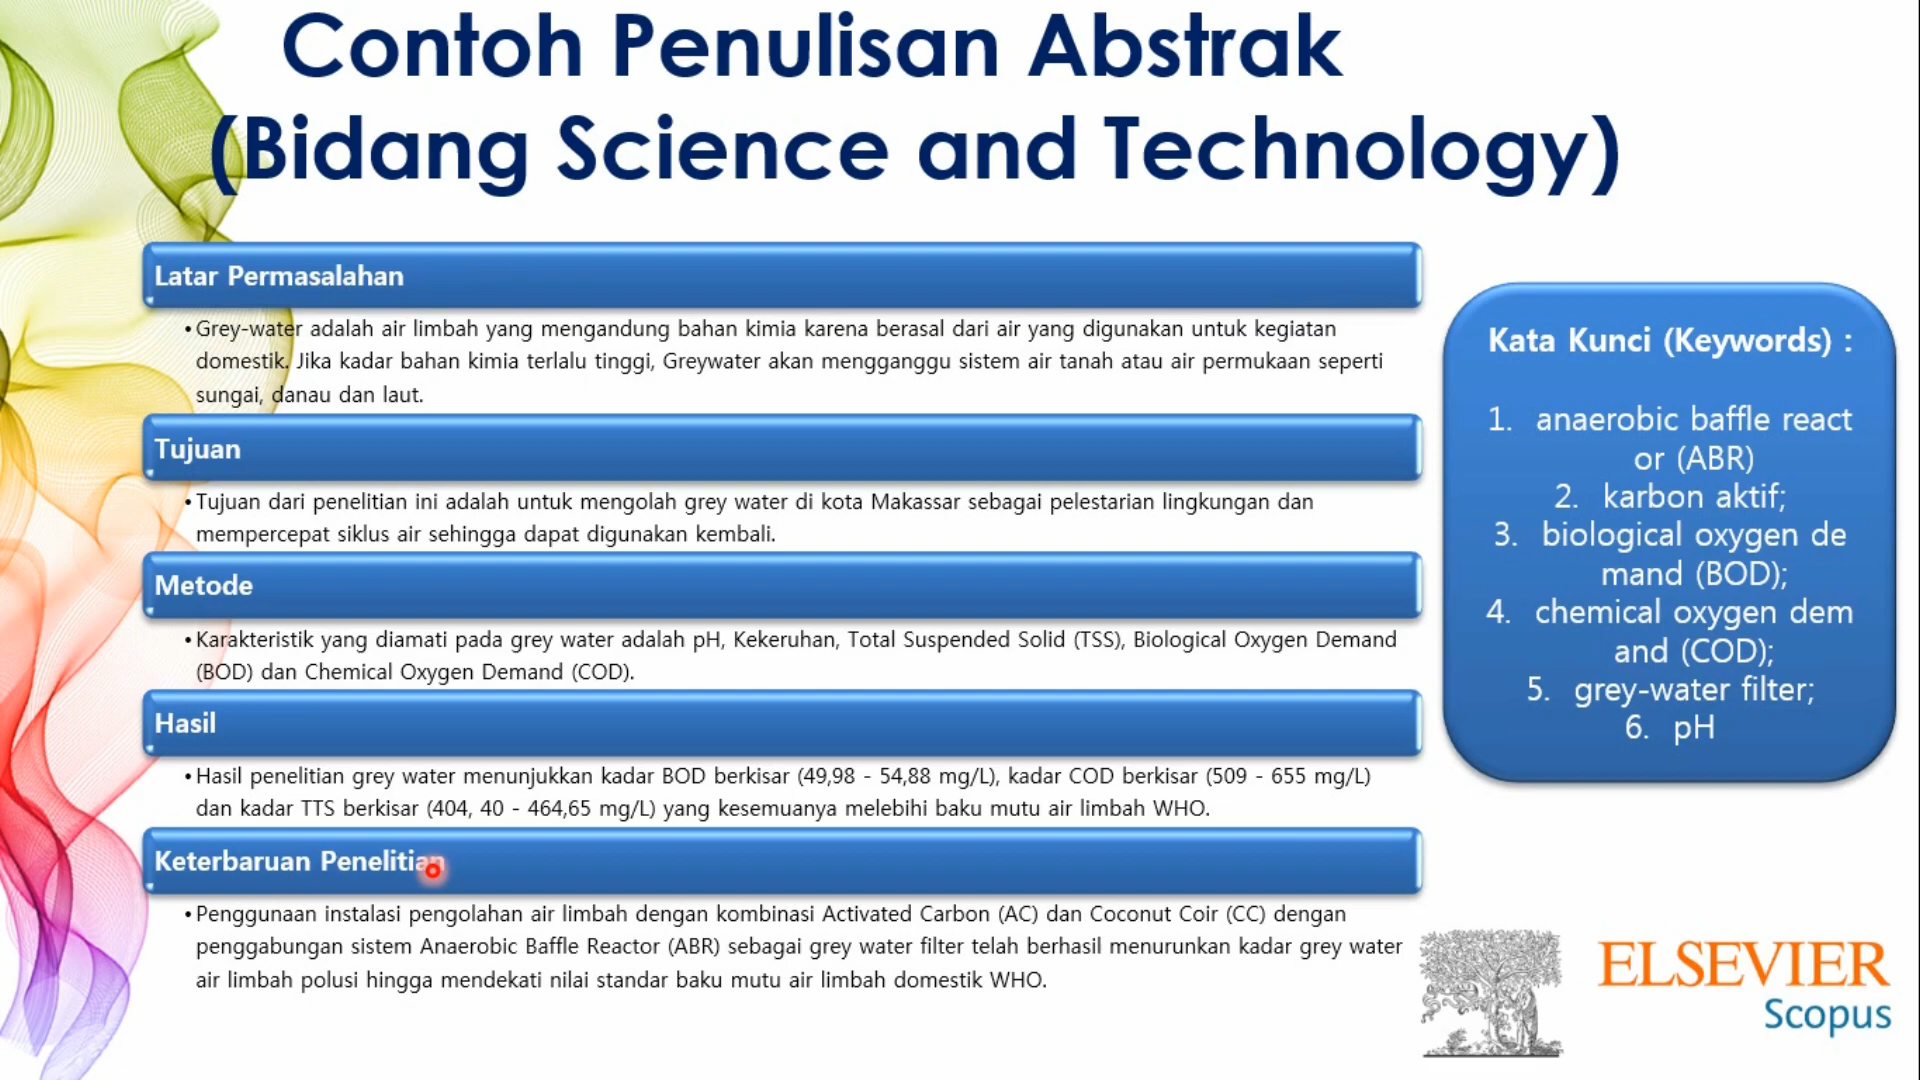 Contoh Penulisan Abstrak
(Bidang Science and Technology)
Latar Permasalahan
•Grey-water adalah air limbah yang mengandung bahan kimia karena berasal dari air yang digunakan untuk kegiatan
domestik. Jika kadar bahan kimia terlalu tinggi, Greywater akan mengganggu sistem air tanah atau air permukaan seperti
sungai, danau dan laut.
Tujuan
•Tujuan dari penelitian ini adalah untuk mengolah grey water di kota Makassar sebagai pelestarian lingkungan dan
mempercepat siklus air sehingga dapat digunakan kembali.
Metode
•Karakteristik yang diamati pada grey water adalah pH, Kekeruhan, Total Suspended Solid (TSS), Biological Oxygen Demand
(BOD) dan Chemical Oxygen Demand (COD).
Hasil
•Hasil penelitian grey water menunjukkan kadar BOD berkisar (49,98 - 54,88 mg/L), kadar COD berkisar (509 - 655 mg/L)
dan kadar TTS berkisar (404, 40 - 464,65 mg/L) yang kesemuanya melebihi baku mutu air limbah WHO.
Keterbaruan Penelitian
•Penggunaan instalasi pengolahan air limbah dengan kombinasi Activated Carbon (AC) dan Coconut Coir (CC) dengan
penggabungan sistem Anaerobic Baffle Reactor (ABR) sebagai grey water filter telah berhasil menurunkan kadar grey water
air limbah polusi hingga mendekati nilai standar baku mutu air limbah domestik WHO.
Kata Kunci (Keywords) :
1. anaerobic baffle react
or (ABR)
2. karbon aktif;
3. biological oxygen de
mand (BOD);
4. chemical oxygen dem
and (COD);
5. grey-water filter;
6. pH
ELSEVIER
Scopus